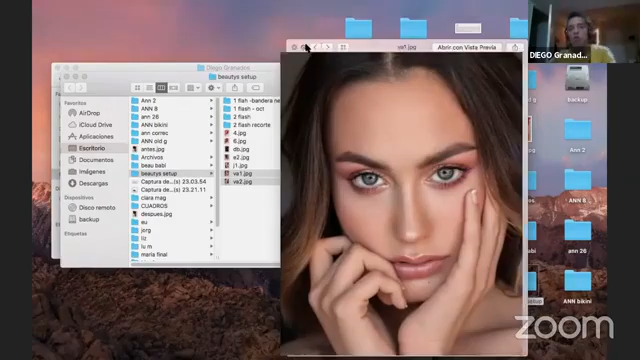 va1.jpg
Abrir con Vista Previa
DIEGO Granad...
Diego Granados
beautys setup
Favoritos
AirDrop
iCloud Drive
Aplicaciones
Escritorio
Documentos
Imágenes
Descargas
Dispositivos
Disco remoto
backup
Etiquetas
Ann 2
ANN 8
ann 26
ANN bikini
ann correc
ANN old g
antes.jpg
Archivos
beau babi
beautys setup
Captura de...(s) 23.03.54
Captura de...(s) 23.21.11
clara mag
CUADROS
despues.jpg
eu
jorg
liz
lu m
maria final
1 flash -bandera ne
1 flash - oct
2 flash
2 flash recorte
4.jpg
6.jpg
db.jpg
e2.jpg
j1.jpg
va1.jpg
va2.jpg
backup
Ann 2
ANN 8.
ann 26
ANN bikini
zoom